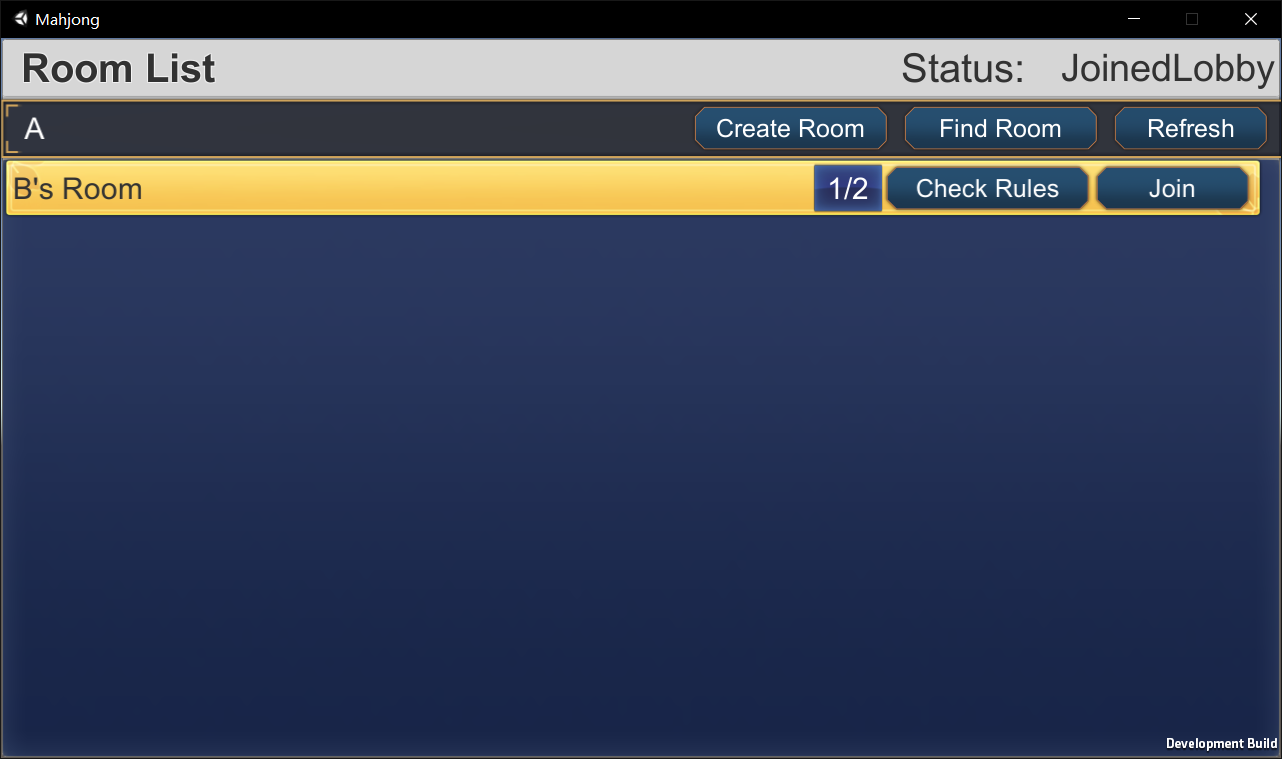 Mahjong
Room List Status: JoinedLobby
A Create Room Find Room Refresh
B's Room 1/2 Check Rules Join
Development Build